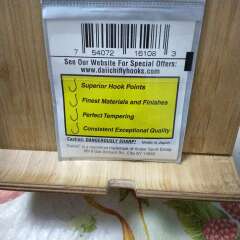 7 54072 16108 3
See Our Website For Special Offers:
www.daiichiflyhooks.com
Superior Hook Points
Finest Materials and Finishes
Perfect Tempering
Consistent Exceptional Quality
Caution: DANGEROUSLY SHARP! Made in Japan